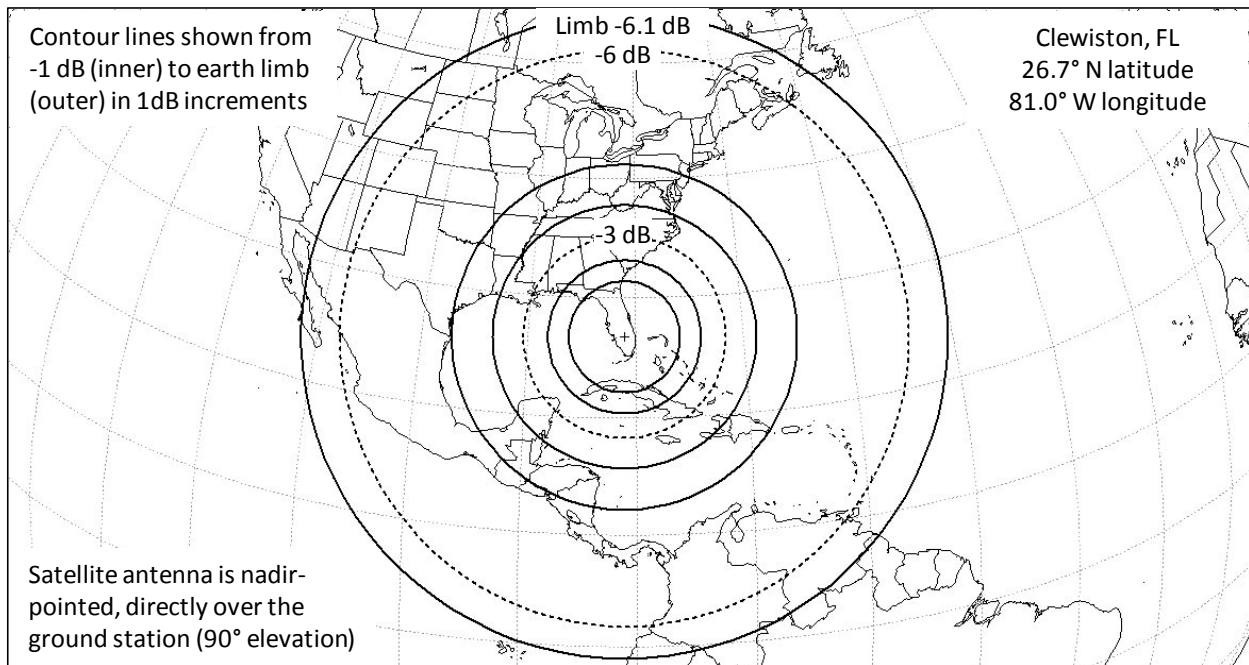 Contour lines shown from
-1 dB (inner) to earth limb
(outer) in 1dB increments
Limb -6.1 dB
-6 dB
-3 dB
Clewiston, FL
26.7° N latitude
81.0° W longitude
Satellite antenna is nadir-
pointed, directly over the
ground station (90° elevation)